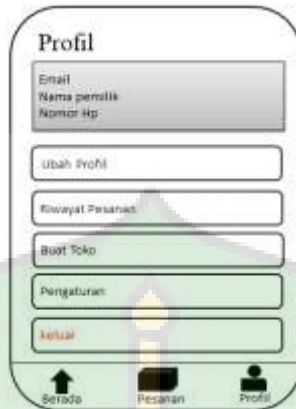 Profil
Email
Nama pemilik
Nomor Hp
Ubah Profil
Riwayat Pesanan
Buat Toko
Pengaturan
keluar
Berada Pesanan Profil